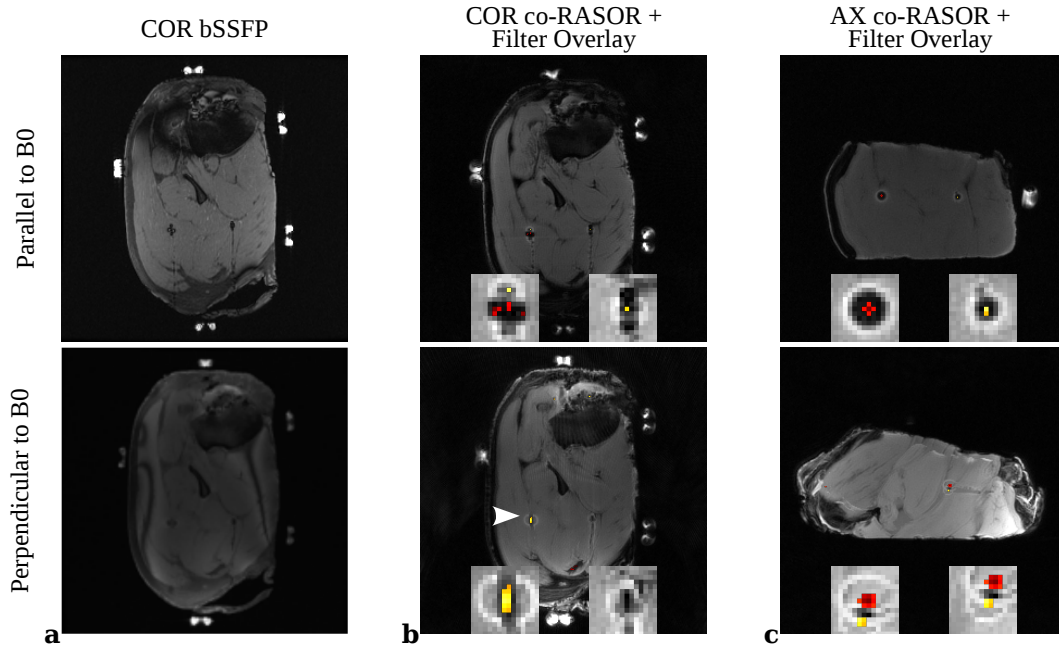 COR bSSFP
COR co-RASOR +
Filter Overlay
AX co-RASOR +
Filter Overlay
Parallel to B0
Perpendicular to B0
a
b
c